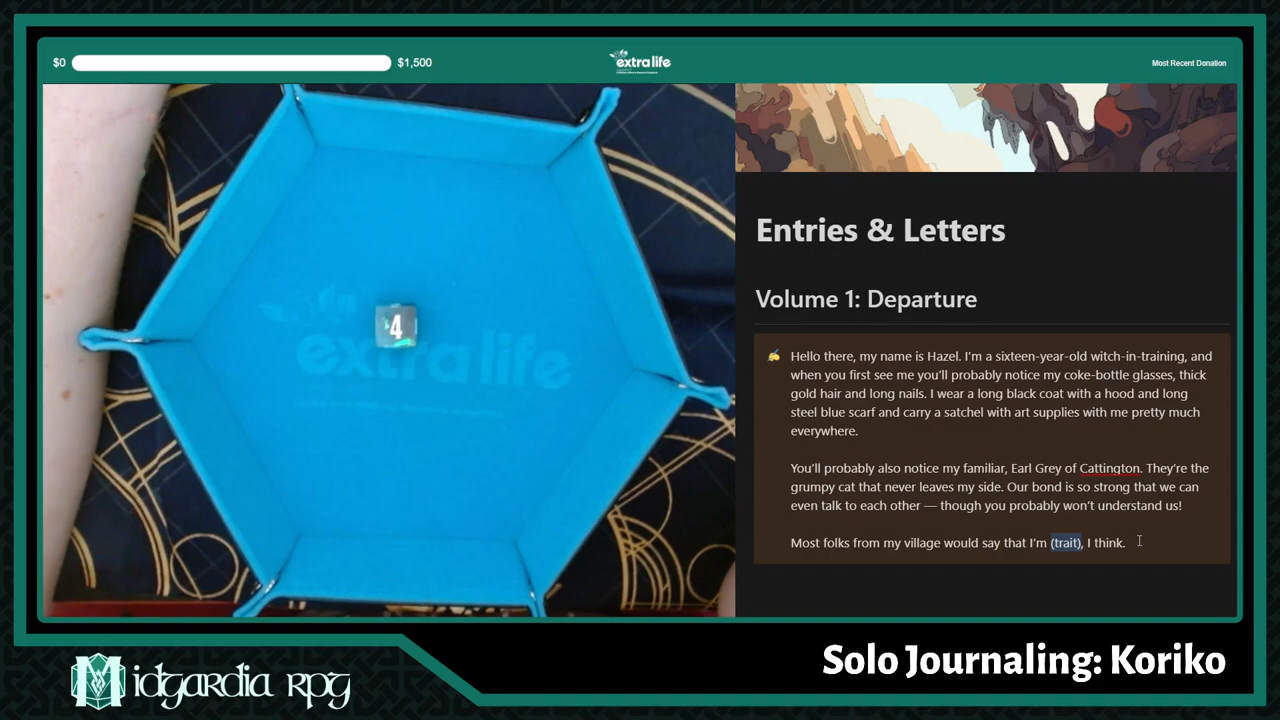 $0
$1,500
extralife
Most Recent Donation
4
extralife
Entries & Letters
Volume 1: Departure
Hello there, my name is Hazel. I'm a sixteen-year-old witch-in-training, and
when you first see me you'll probably notice my coke-bottle glasses, thick
gold hair and long nails. I wear a long black coat with a hood and long
steel blue scarf and carry a satchel with art supplies with me pretty much
everywhere.
You'll probably also notice my familiar, Earl Grey of Cattington. They're the
grumpy cat that never leaves my side. Our bond is so strong that we can
even talk to each other — though you probably won't understand us!
Most folks from my village would say that I'm (trait), I think.
Midgardia RPG
Solo Journaling: Koriko